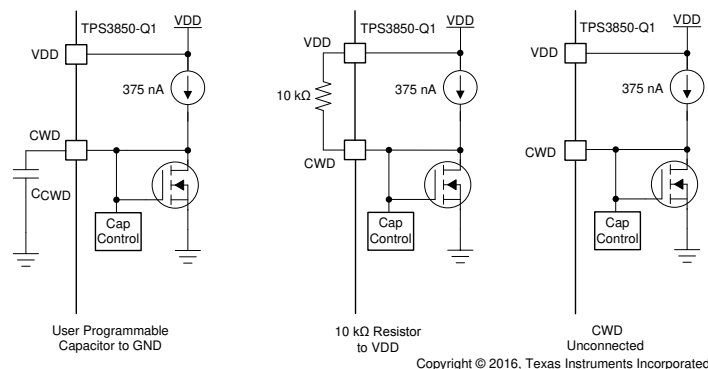 TPS3850-Q1
VDD
VDD
375 nA
CWD
CCWD
Cap
Control
User Programmable
Capacitor to GND
TPS3850-Q1
VDD
VDD
375 nA
10 kΩ
CWD
Cap
Control
10 kΩ Resistor
to VDD
TPS3850-Q1
VDD
VDD
375 nA
CWD
Cap
Control
CWD
Unconnected
Copyright © 2016, Texas Instruments Incorporated